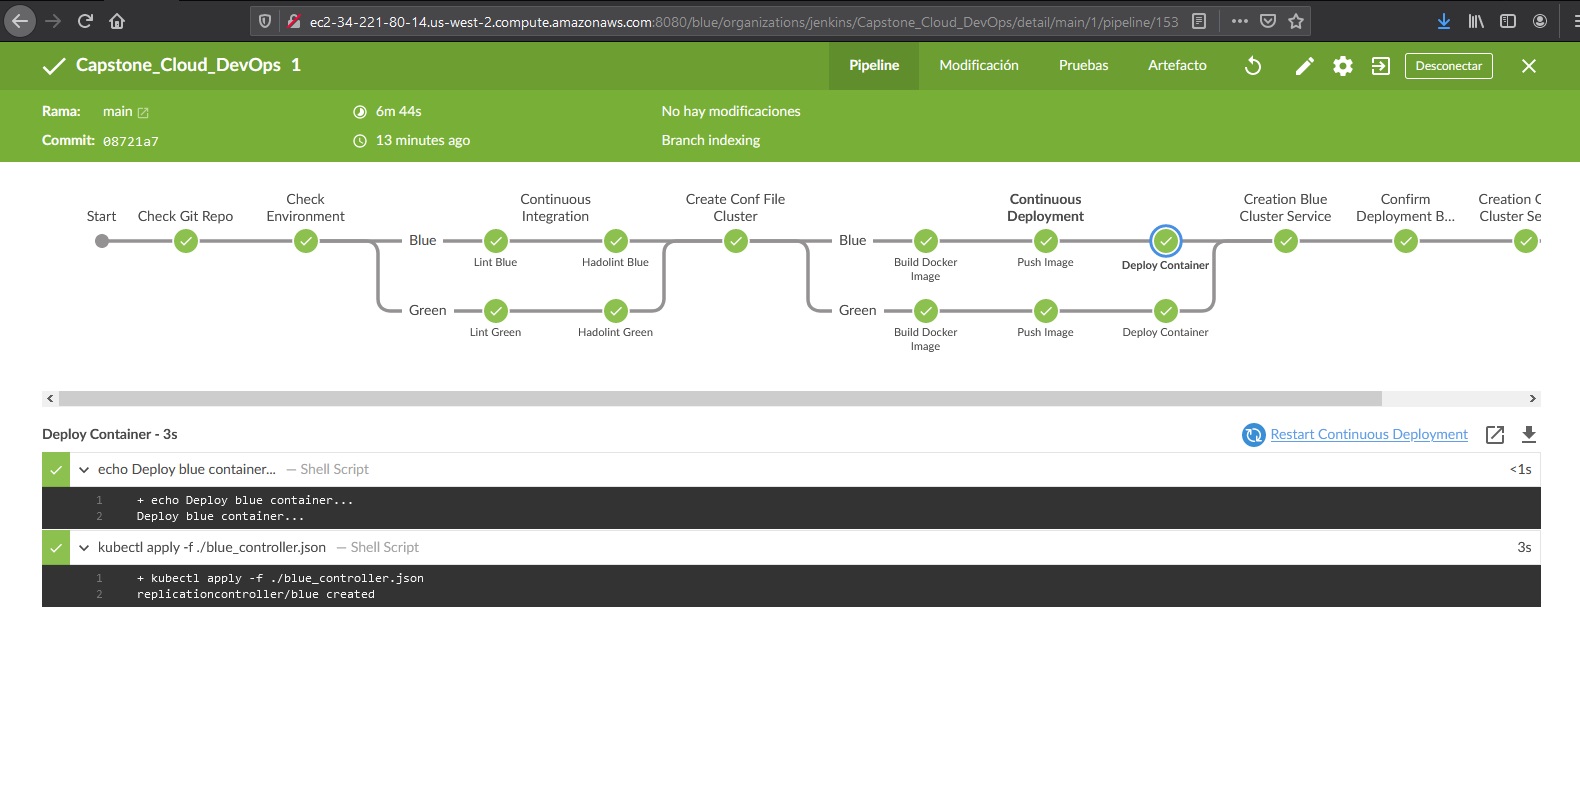 ec2-34-221-80-14.us-west-2.compute.amazonaws.com:8080/blue/organizations/jenkins/Capstone_Cloud_DevOps/detail/main/1/pipeline/153
Capstone_Cloud_DevOps 1
Pipeline
Modificación
Pruebas
Artefacto
Desconectar
Rama: main
6m 44s
No hay modificaciones
Commit: 08721a7
13 minutes ago
Branch indexing
Start
Check Git Repo
Check
Environment
Continuous
Integration
Create Conf File
Cluster
Continuous
Deployment
Creation Blue
Cluster Service
Confirm
Deployment B...
Creation C
Cluster Se
Blue
Lint Blue
Hadolint Blue
Blue
Build Docker
Image
Push Image
Deploy Container
Green
Lint Green
Hadolint Green
Green
Build Docker
Image
Push Image
Deploy Container
Deploy Container - 3s
Restart Continuous Deployment
echo Deploy blue container... — Shell Script
<1s
1 + echo Deploy blue container...
2 Deploy blue container...
kubectl apply -f ./blue_controller.json — Shell Script
3s
1 + kubectl apply -f ./blue_controller.json
2 replicationcontroller/blue created